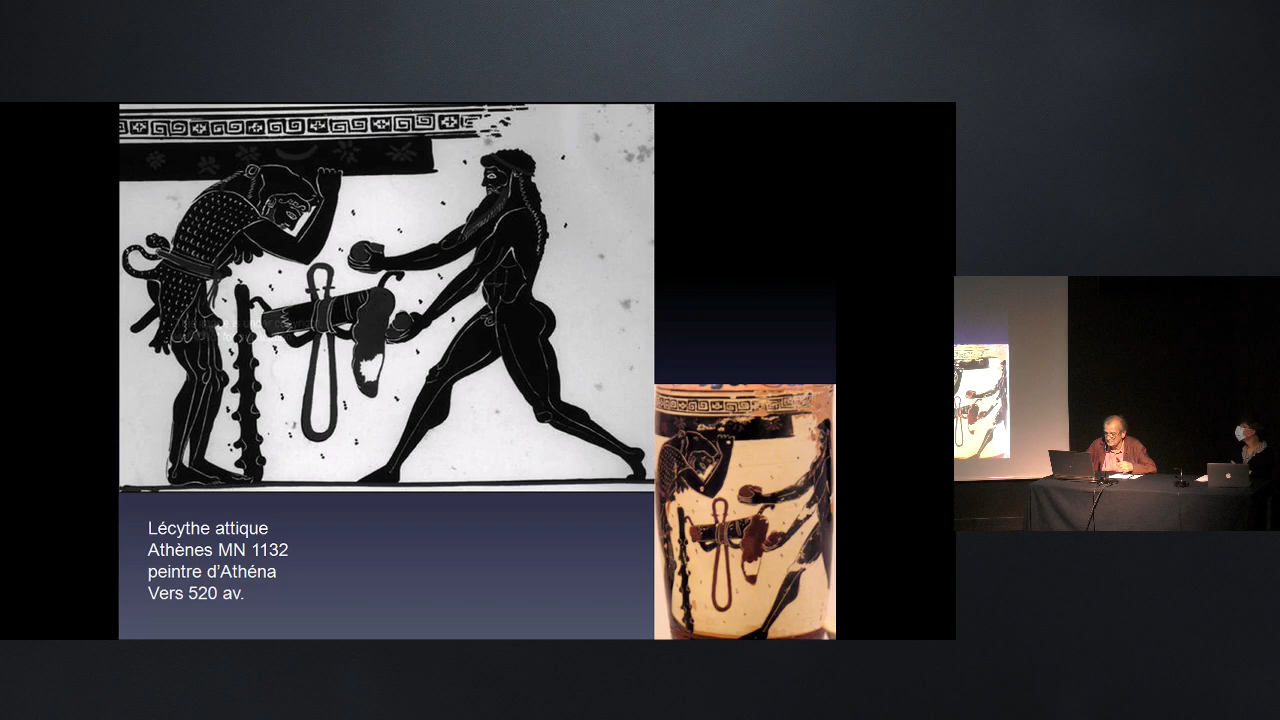 Lécythe attique
Athènes MN 1132
peintre d'Athéna
Vers 520 av.